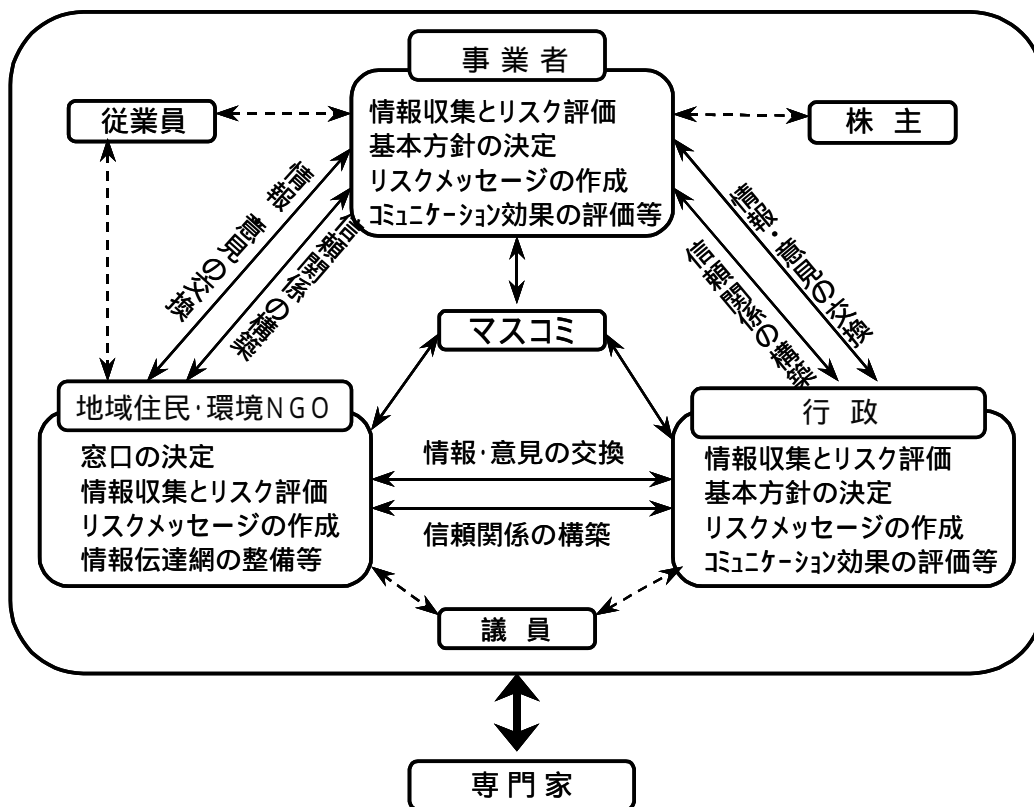 事業者
従業員
株主
情報収集とリスク評価
基本方針の決定
リスクメッセージの作成
コミュニケーション効果の評価等
情報 意見の交換
信頼関係の構築
情報・意見の交換
信頼関係の構築
マスコミ
地域住民・環境NGO
窓口の決定
情報収集とリスク評価
リスクメッセージの作成
情報伝達網の整備等
情報・意見の交換
信頼関係の構築
行政
情報収集とリスク評価
基本方針の決定
リスクメッセージの作成
コミュニケーション効果の評価等
議員
専門家